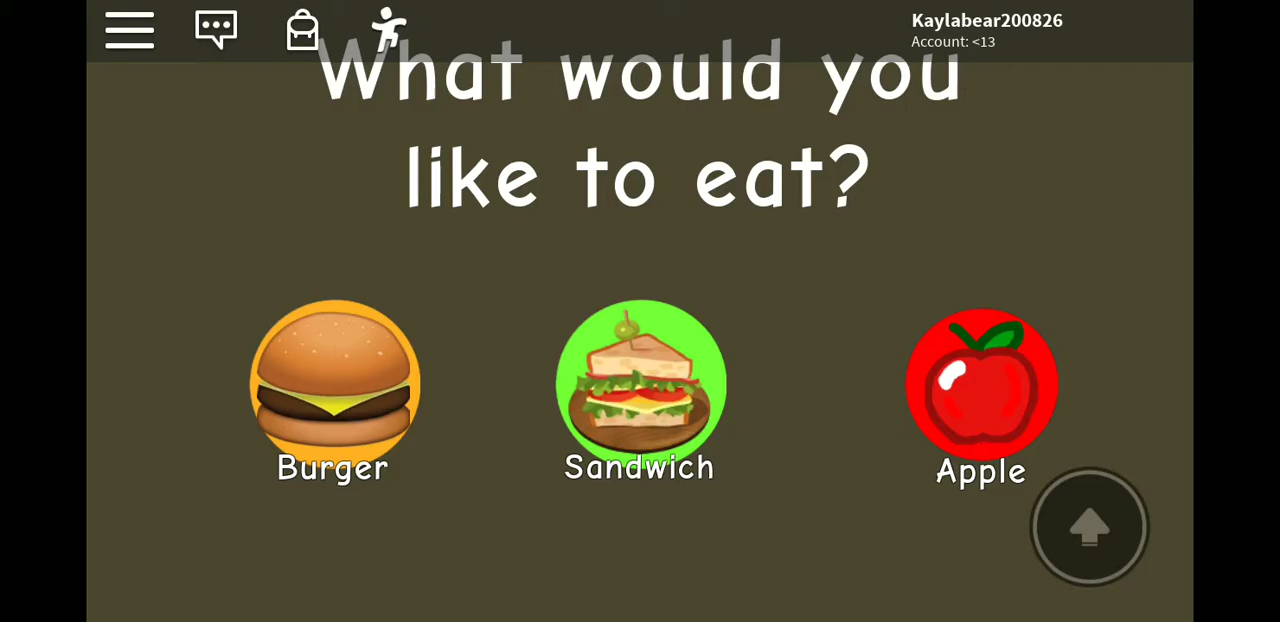 Kaylabear200826
Account: <13
What would you
like to eat?
Burger
Sandwich
Apple